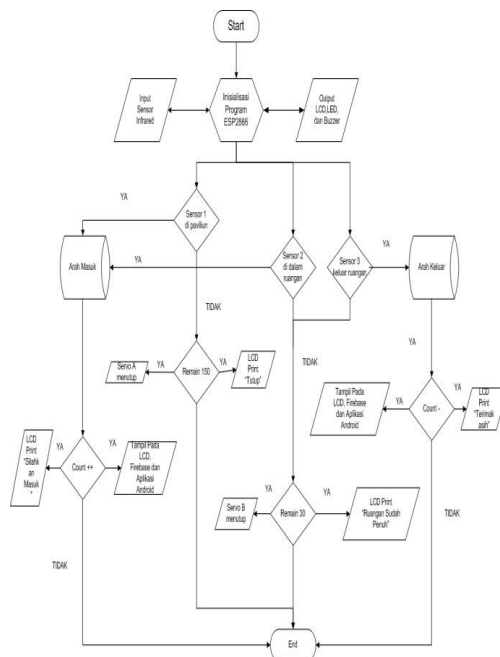 Start
Input
Sensor
Infrared
Inisialisasi
Program
ESP2866
Output
LCD,LED,
dan Buzzer
YA
Sensor 1
di paviliun
Arah Masuk
YA
Sensor 2
di dalam
ruangan
Sensor 3
keluar ruangan
YA
Arah Keluar
TIDAK
Servo A
menutup
YA
Remain 150
YA
LCD
Print
"Tutup"
TIDAK
YA
Tampil Pada
LCD, Firebase
dan Aplikasi
Android
YA
Count -
YA
LCD
Print
"Terimak
asih"
LCD
Print
"Silahk
an
Masuk
"
YA
Count ++
YA
Tampil Pada
LCD,
Firebase dan
Aplikasi
Android
Servo B
menutup
YA
Remain 30
YA
LCD Print
"Ruangan Sudah
Penuh"
TIDAK
TIDAK
End